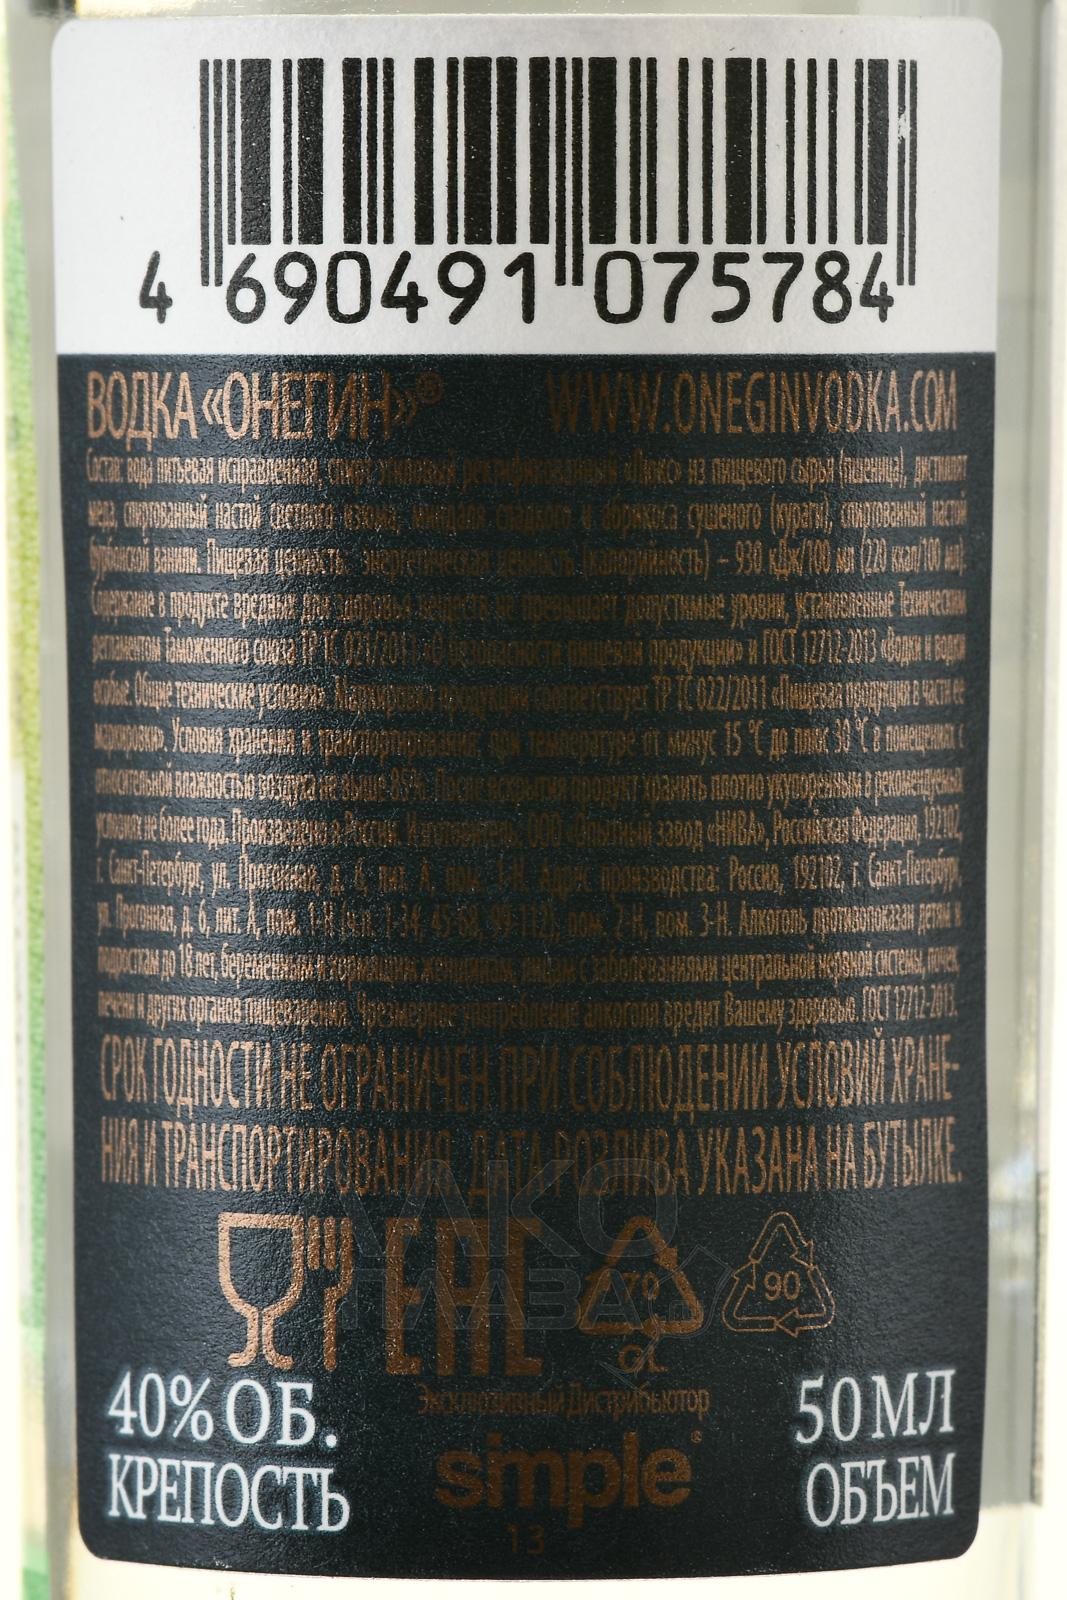 4 690491 075784
ВОДКА «ОНЕГИН»® WWW.ONEGINVODKA.COM
Состав: вода питьевая исправленная, спирт этиловый ректификованный «Люкс» из пищевого сырья (пшеница), дистиллят
меда, спиртованный настой листьев изюма, миндаля сладкого и абрикоса сушеного (кураги), спиртованный настой
бурбонской ванили. Пищевая ценность: энергетическая ценность (калорийность) – 930 кДж/100 мл (220 ккал/100 мл).
Содержание в продукте вредных для здоровья веществ не превышает допустимые уровни, установленные Техническим
регламентом Таможенного союза ТР ТС 021/2011 «О безопасности пищевой продукции» и ГОСТ 12712-2013 «Водки и водки
особые. Общие технические условия». Маркировка продукции соответствует ТР ТС 022/2011 «Пищевая продукция в части ее
маркировки». Условия хранения и транспортирования: при температуре от минус 15 °С до плюс 30 °С в помещениях с
относительной влажностью воздуха не выше 85%. После вскрытия продукт хранить плотно укупоренным в рекомендуемых
условиях не более года. Произведено в России. Изготовитель: ООО «Опытный завод «НИВА», Российская Федерация, 192102,
г. Санкт-Петербург, ул. Прогонная, д. 6, лит. А, пом. 1-Н. Адрес производства: Россия, 192102, г. Санкт-Петербург,
ул. Прогонная, д. 6, лит. А, пом. 1-Н (ч.п. 1-34, 45-68, 99-112), пом. 2-Н, пом. 3-Н. Алкоголь противопоказан детям и
подросткам до 18 лет, беременным и кормящим женщинам, лицам с заболеваниями центральной нервной системы, почек,
печени и других органов пищеварения. Чрезмерное употребление алкоголя вредит Вашему здоровью. ГОСТ 12712-2013.
СРОК ГОДНОСТИ НЕ ОГРАНИЧЕН ПРИ СОБЛЮДЕНИИ УСЛОВИЙ ХРАНЕ-
НИЯ И ТРАНСПОРТИРОВАНИЯ. ДАТА РОЗЛИВА УКАЗАНА НА БУТЫЛКЕ.
EAC 70 90
GL
Эксклюзивный Дистрибьютор
simple®
13
40% ОБ. 50 МЛ
КРЕПОСТЬ ОБЪЕМ
АЛКО
ПЛАЗА.ru